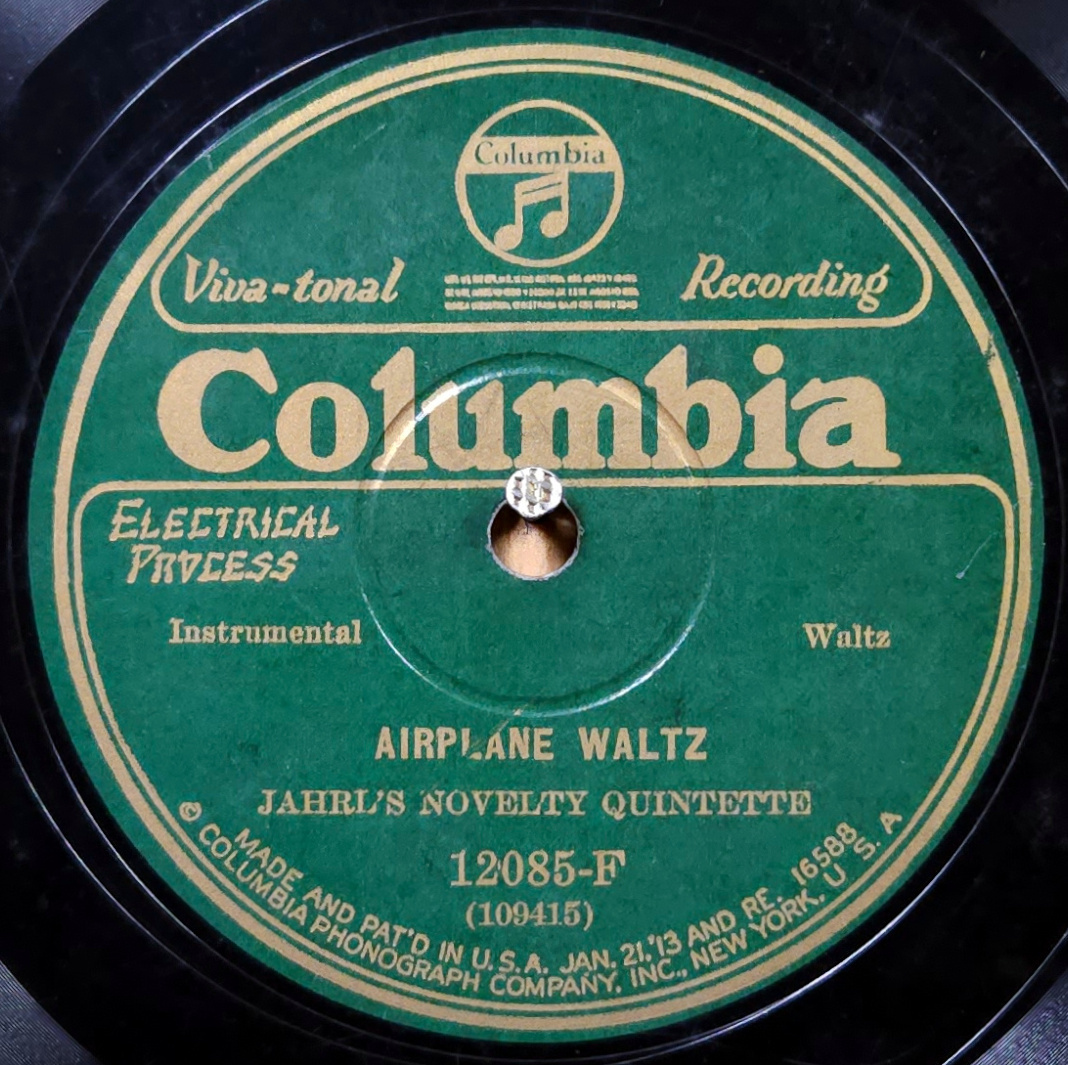 Columbia
Viva-tonal Recording
Columbia
ELECTRICAL
PROCESS
Instrumental Waltz
AIRPLANE WALTZ
JAHRL'S NOVELTY QUINTETTE
12085-F
(109415)
MADE AND PAT'D IN U.S.A. JAN. 21,'13 AND RE. 16588
© COLUMBIA PHONOGRAPH COMPANY, INC., NEW YORK, U.S.A